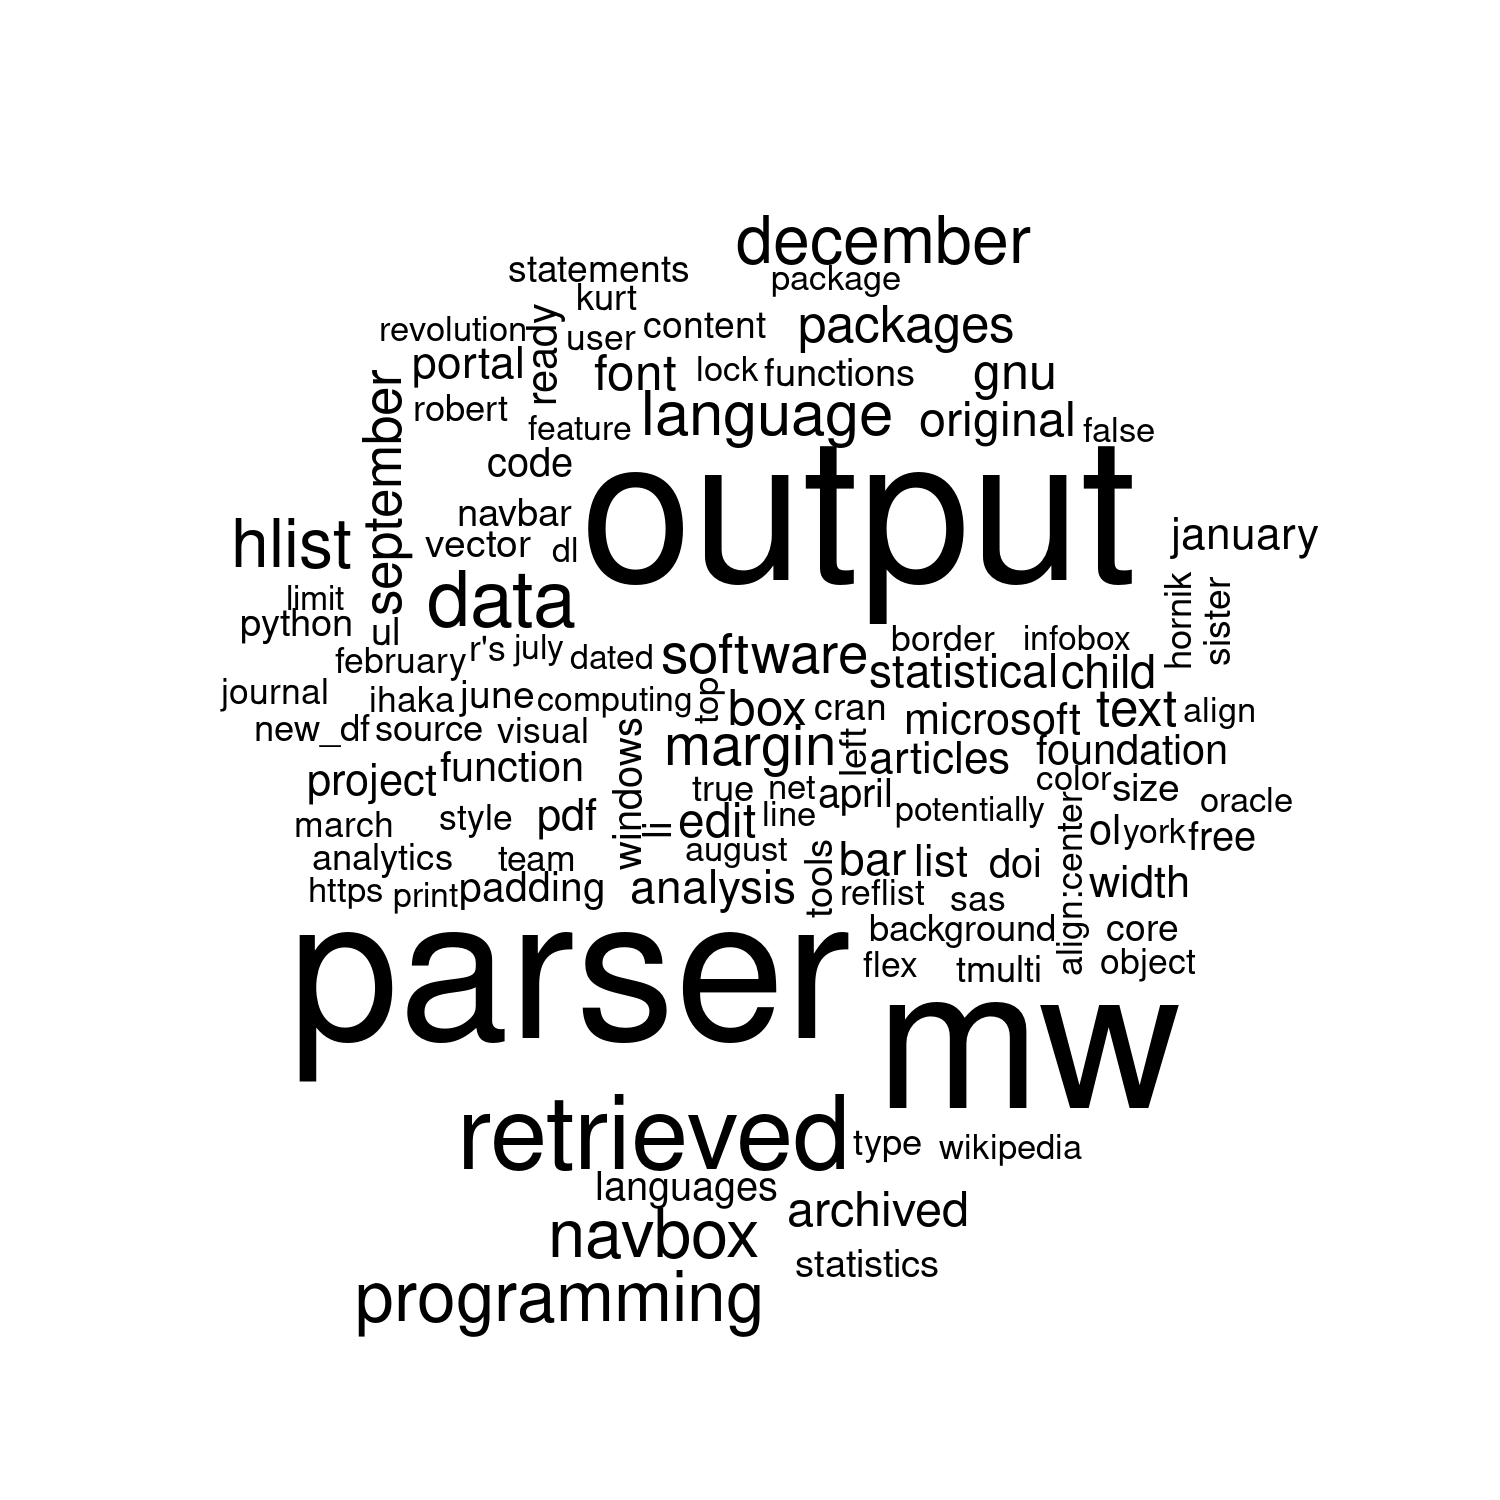 december
statements
package
kurt
revolution
ready
user
content
packages
portal
font
lock
functions
gnu
robert
september
feature
language
original
false
code
output
navbar
hlist
vector
dl
january
data
limit
python
ul
hornik
sister
february
r's
july
dated
software
border
infobox
statistical
child
journal
ihaka
june
computing
top
box
cran
microsoft
text
align
new_df
source
visual
windows
margin
left
articles
foundation
project
function
true
net
april
color
size
oracle
march
style
pdf
li
edit
line
potentially
align:center
ol
york
free
analytics
team
august
tools
bar
list
doi
https
print
padding
analysis
reflist
sas
width
background
core
parser
flex
tmulti
object
mw
retrieved
type
wikipedia
languages
archived
navbox
statistics
programming